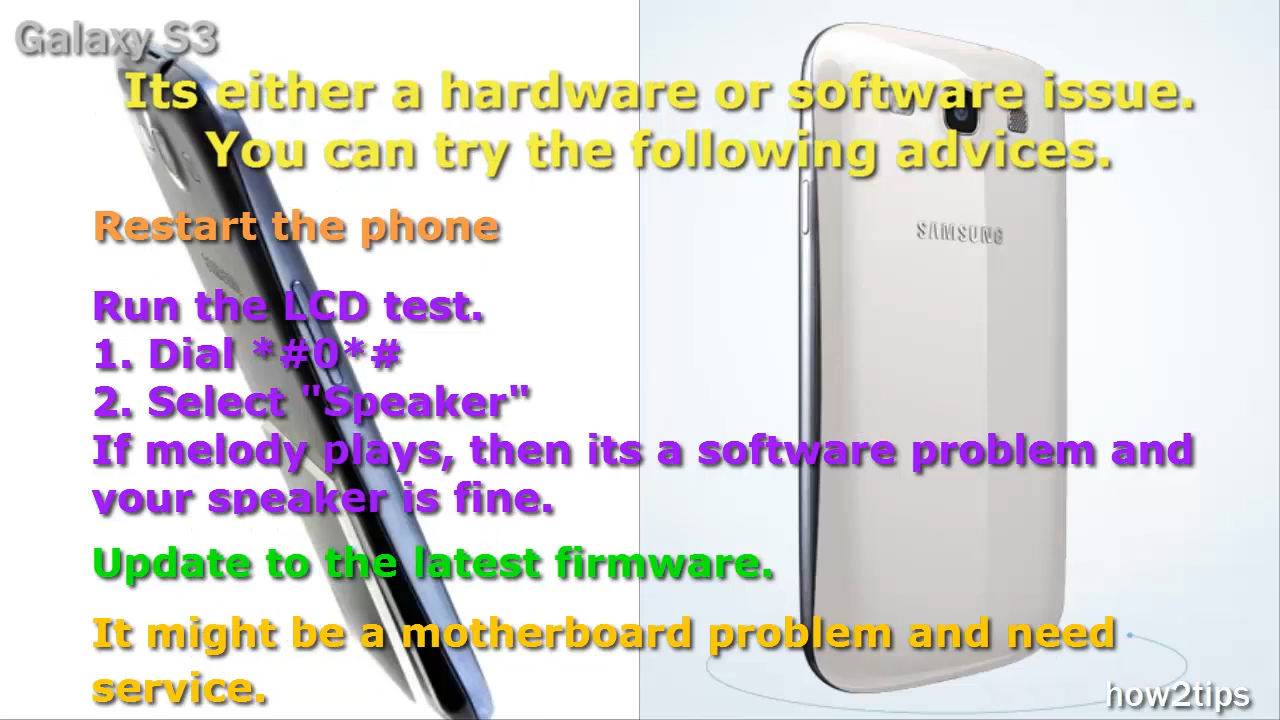 Galaxy S3
Its either a hardware or software issue.
You can try the following advices.
Restart the phone
SAMSUNG
Run the LCD test.
1. Dial *#0*#
2. Select "Speaker"
If melody plays, then its a software problem and
your speaker is fine.
Update to the latest firmware.
It might be a motherboard problem and need
service.
how2tips